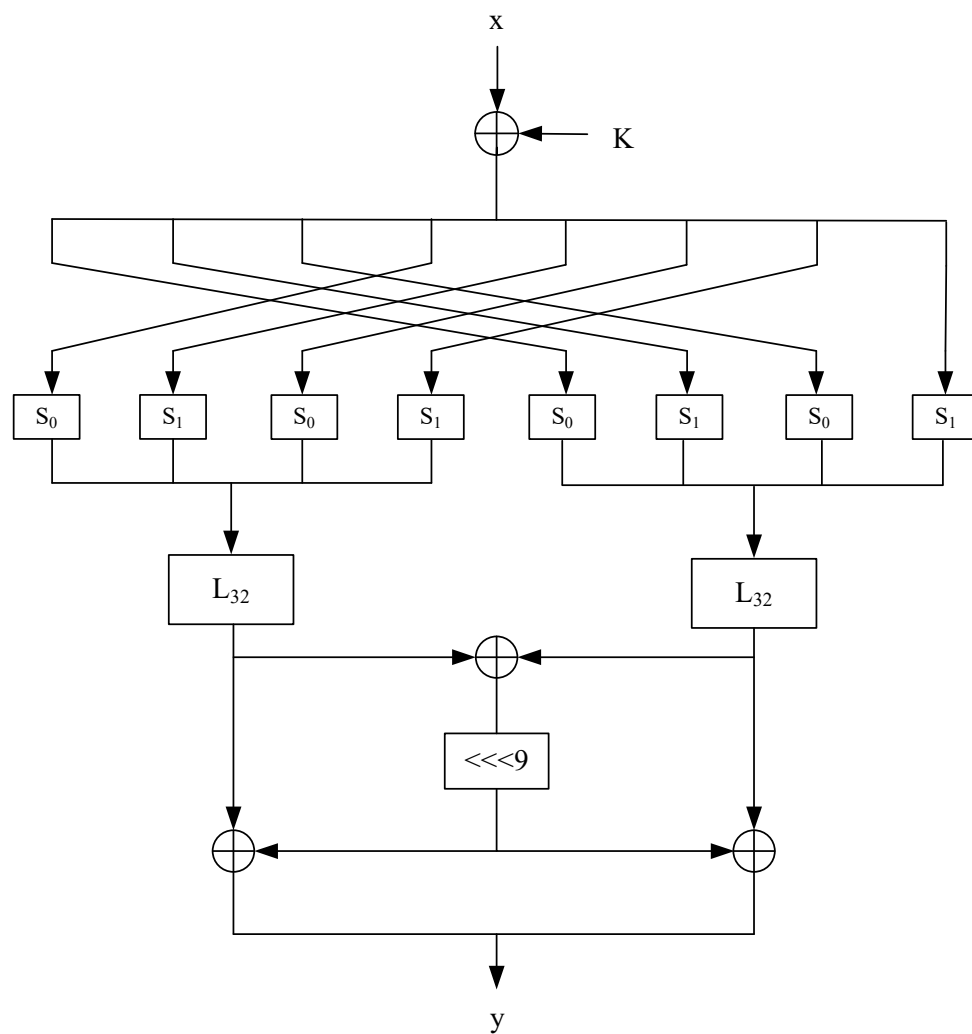 x
K
S₀ S₁ S₀ S₁ S₀ S₁ S₀ S₁
L₃₂ L₃₂
<<<9
y